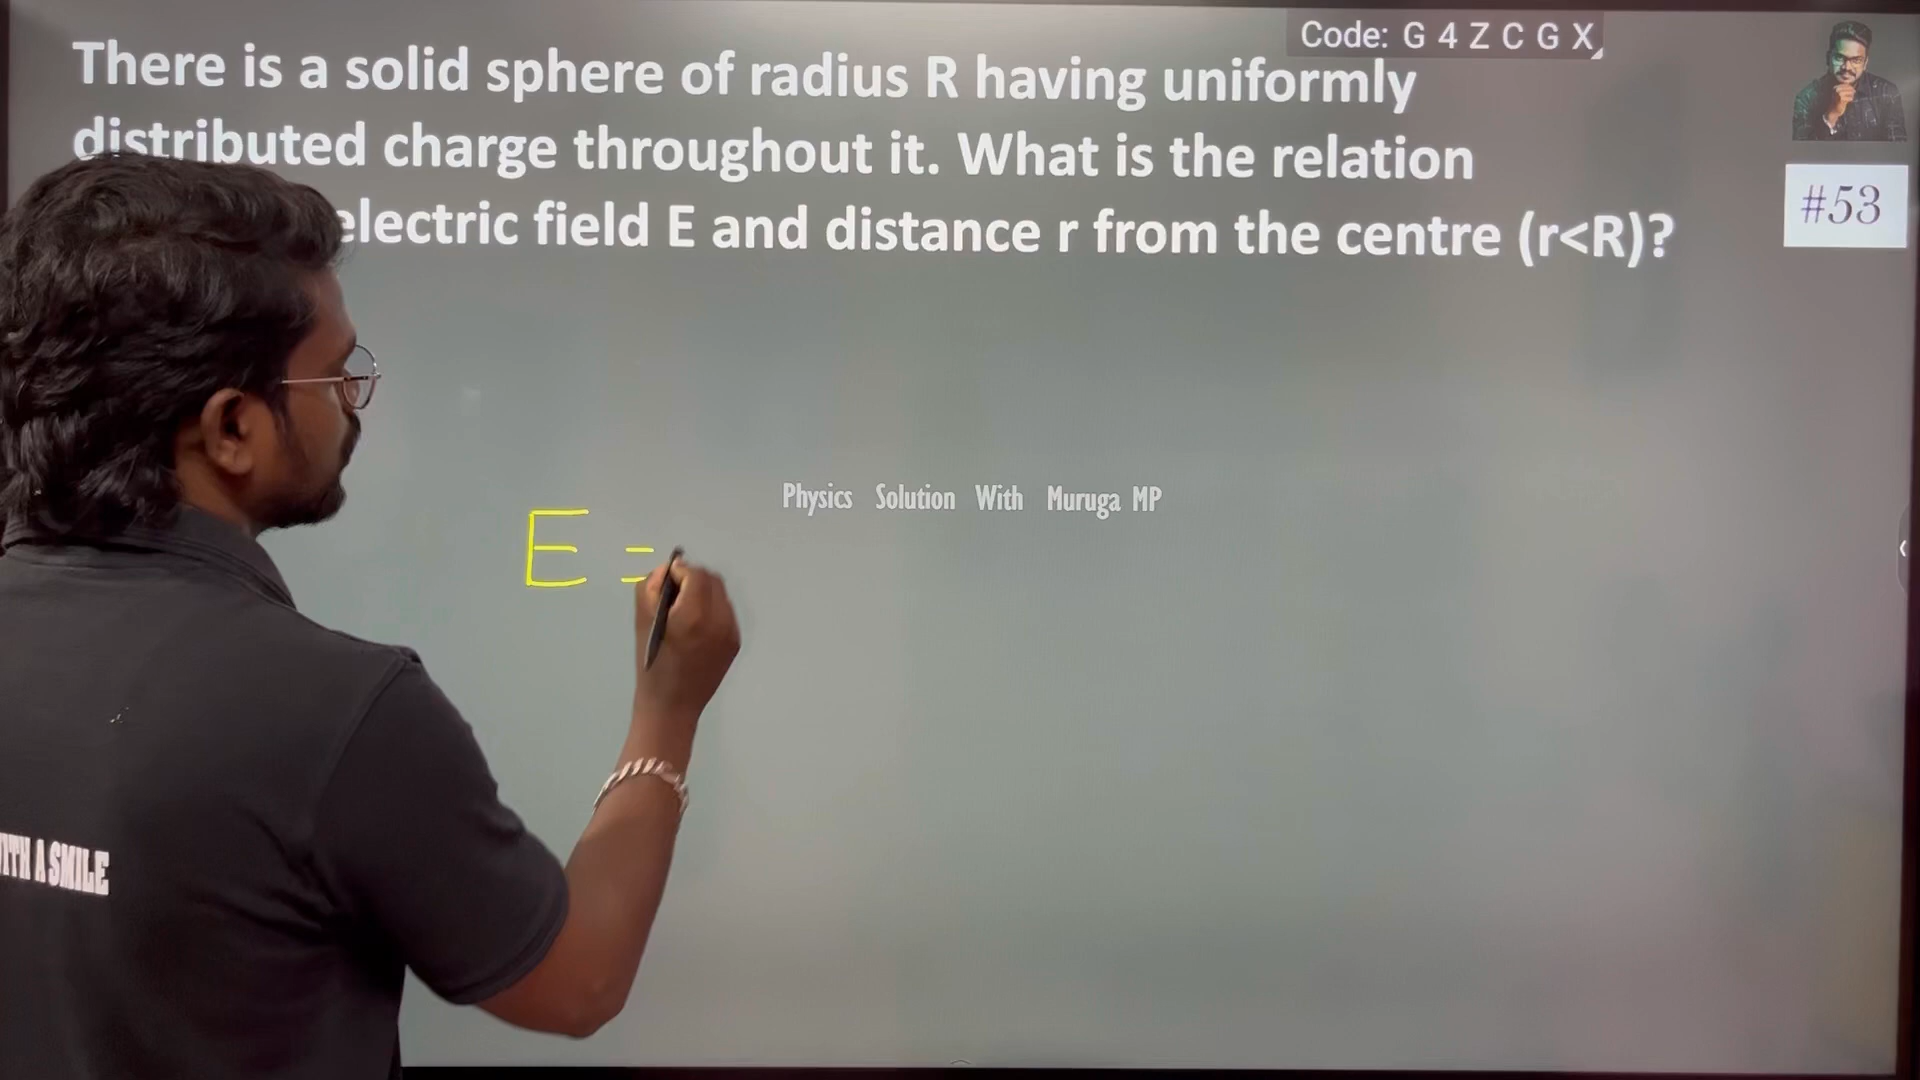 Code: G 4 Z C G X
There is a solid sphere of radius R having uniformly
distributed charge throughout it. What is the relation
electric field E and distance r from the centre (r<R)?
#53
Physics Solution With Muruga MP
E =
ITH A SMILE